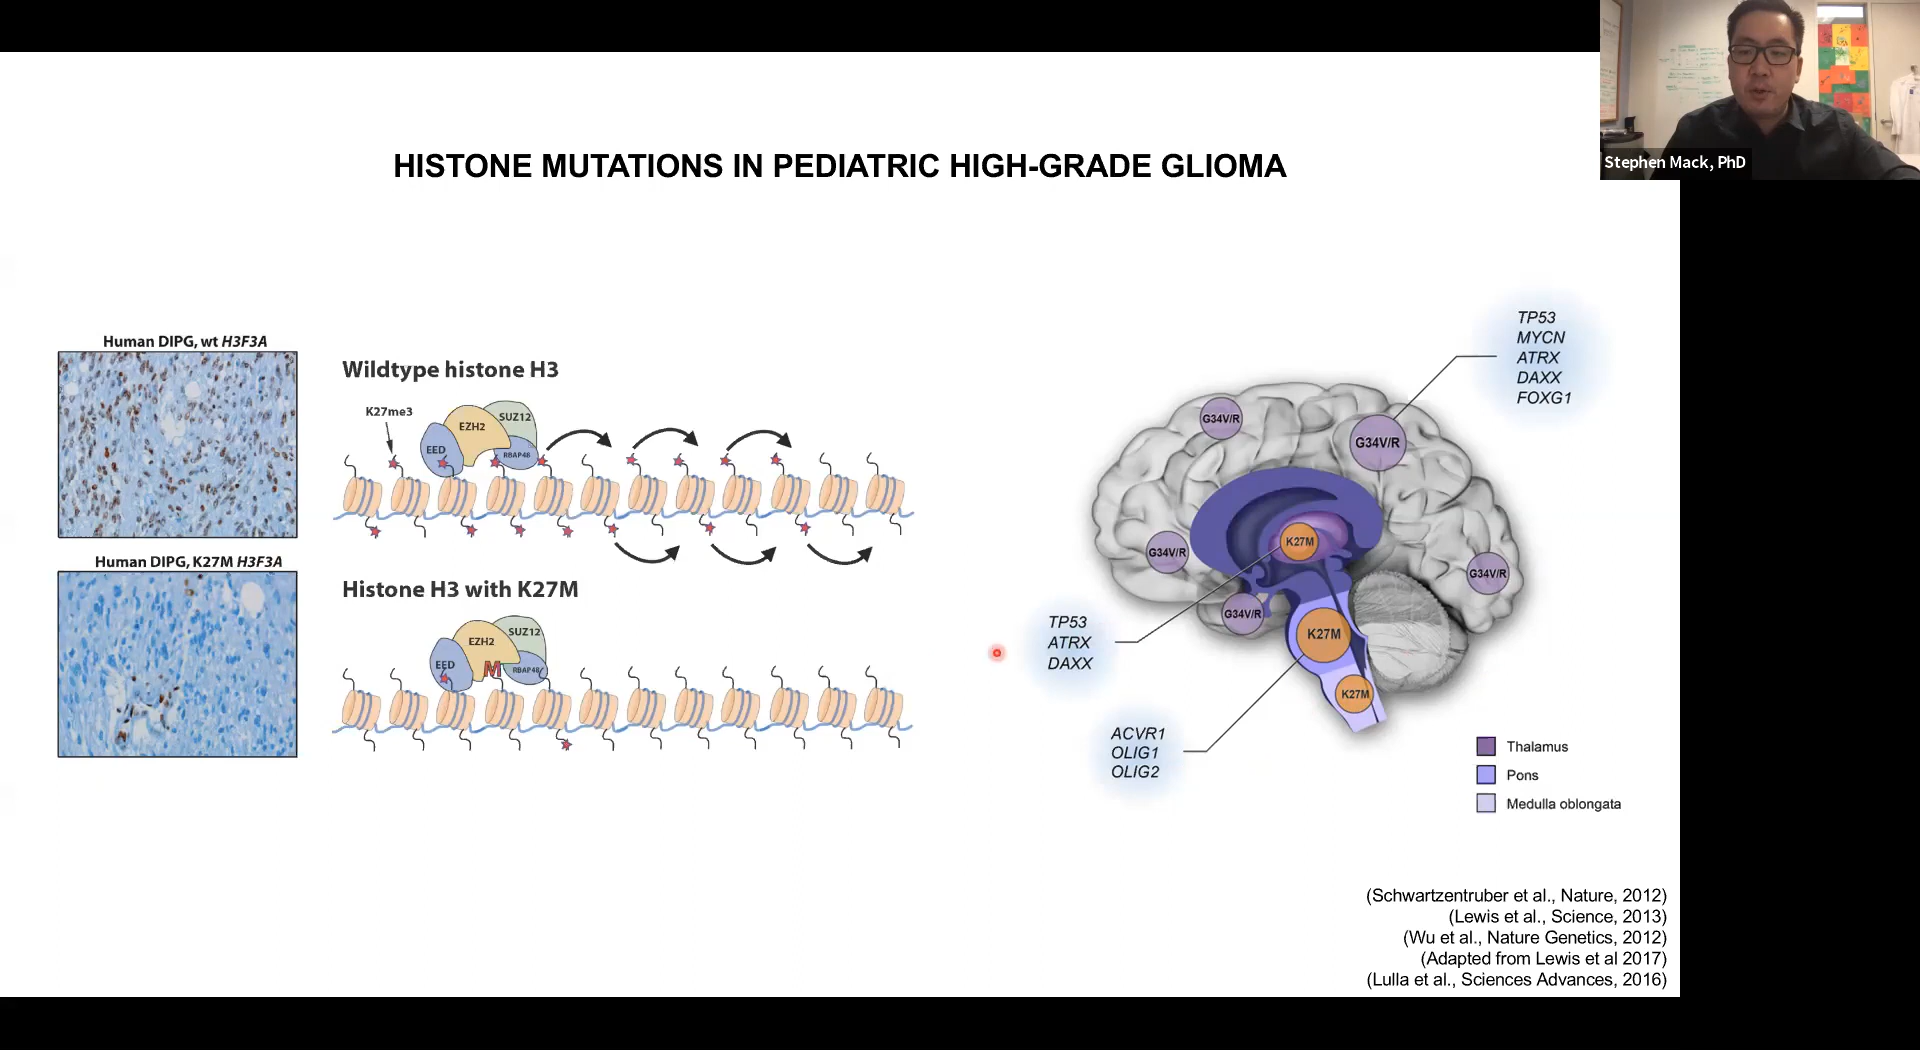 HISTONE MUTATIONS IN PEDIATRIC HIGH-GRADE GLIOMA
Stephen Mack, PhD
Human DIPG, wt H3F3A
Human DIPG, K27M H3F3A
Wildtype histone H3
K27me3
EED
EZH2
SUZ12
RBAP48
Histone H3 with K27M
EED
EZH2
M
SUZ12
RBAP48
TP53
MYCN
ATRX
DAXX
FOXG1
G34V/R
G34V/R
G34V/R
G34V/R
G34V/R
K27M
K27M
K27M
TP53
ATRX
DAXX
ACVR1
OLIG1
OLIG2
Thalamus
Pons
Medulla oblongata
(Schwartzentruber et al., Nature, 2012)
(Lewis et al., Science, 2013)
(Wu et al., Nature Genetics, 2012)
(Adapted from Lewis et al 2017)
(Lulla et al., Sciences Advances, 2016)